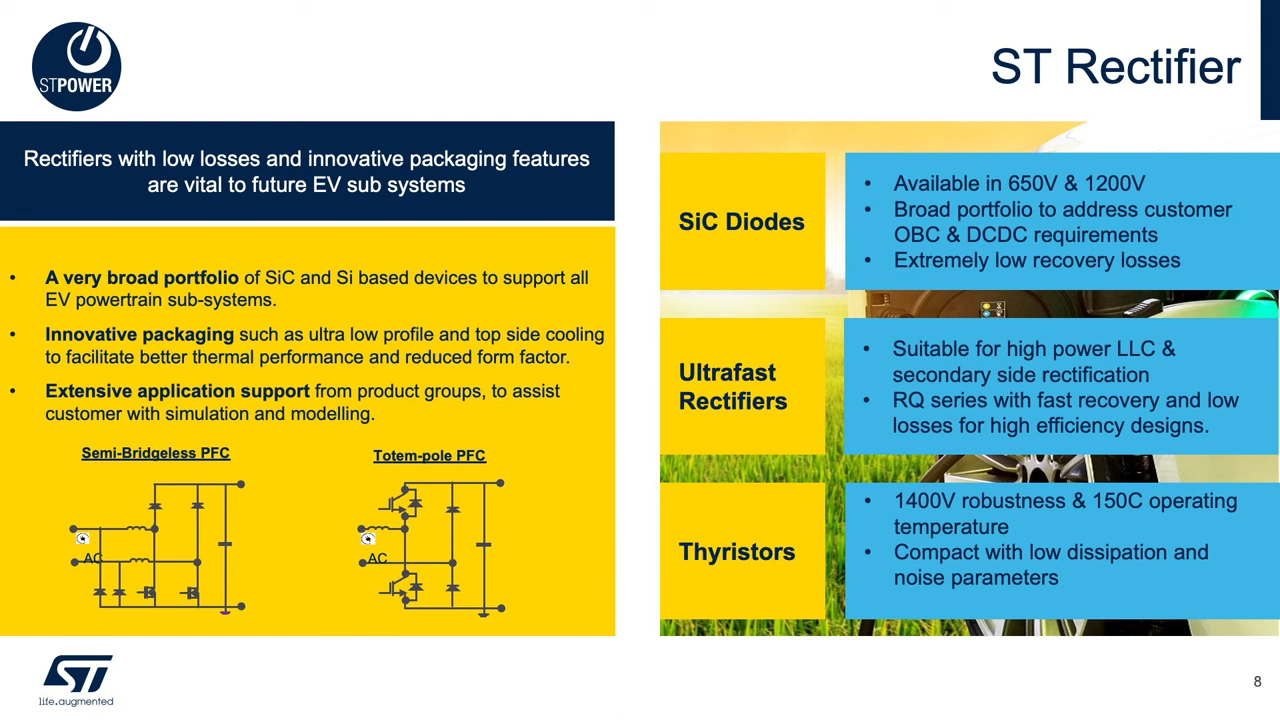 STPOWER
ST Rectifier
Rectifiers with low losses and innovative packaging features
are vital to future EV sub systems
• A very broad portfolio of SiC and Si based devices to support all
EV powertrain sub-systems.
• Innovative packaging such as ultra low profile and top side cooling
to facilitate better thermal performance and reduced form factor.
• Extensive application support from product groups, to assist
customer with simulation and modelling.
Semi-Bridgeless PFC
AC
Totem-pole PFC
AC
SiC Diodes
• Available in 650V & 1200V
• Broad portfolio to address customer
OBC & DCDC requirements
• Extremely low recovery losses
Ultrafast
Rectifiers
• Suitable for high power LLC &
secondary side rectification
• RQ series with fast recovery and low
losses for high efficiency designs.
Thyristors
• 1400V robustness & 150C operating
temperature
• Compact with low dissipation and
noise parameters
ST
life.augmented
8